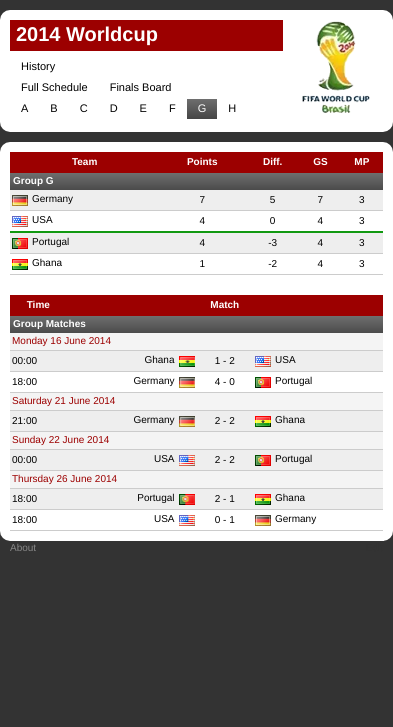 2014 Worldcup
History
Full Schedule Finals Board
A B C D E F G H
2014
FIFA WORLD CUP
Brasil
Team Points Diff. GS MP
Group G
Germany 7 5 7 3
USA 4 0 4 3
Portugal 4 -3 4 3
Ghana 1 -2 4 3
Time Match
Group Matches
Monday 16 June 2014
00:00 Ghana 1 - 2 USA
18:00 Germany 4 - 0 Portugal
Saturday 21 June 2014
21:00 Germany 2 - 2 Ghana
Sunday 22 June 2014
00:00 USA 2 - 2 Portugal
Thursday 26 June 2014
18:00 Portugal 2 - 1 Ghana
18:00 USA 0 - 1 Germany
About